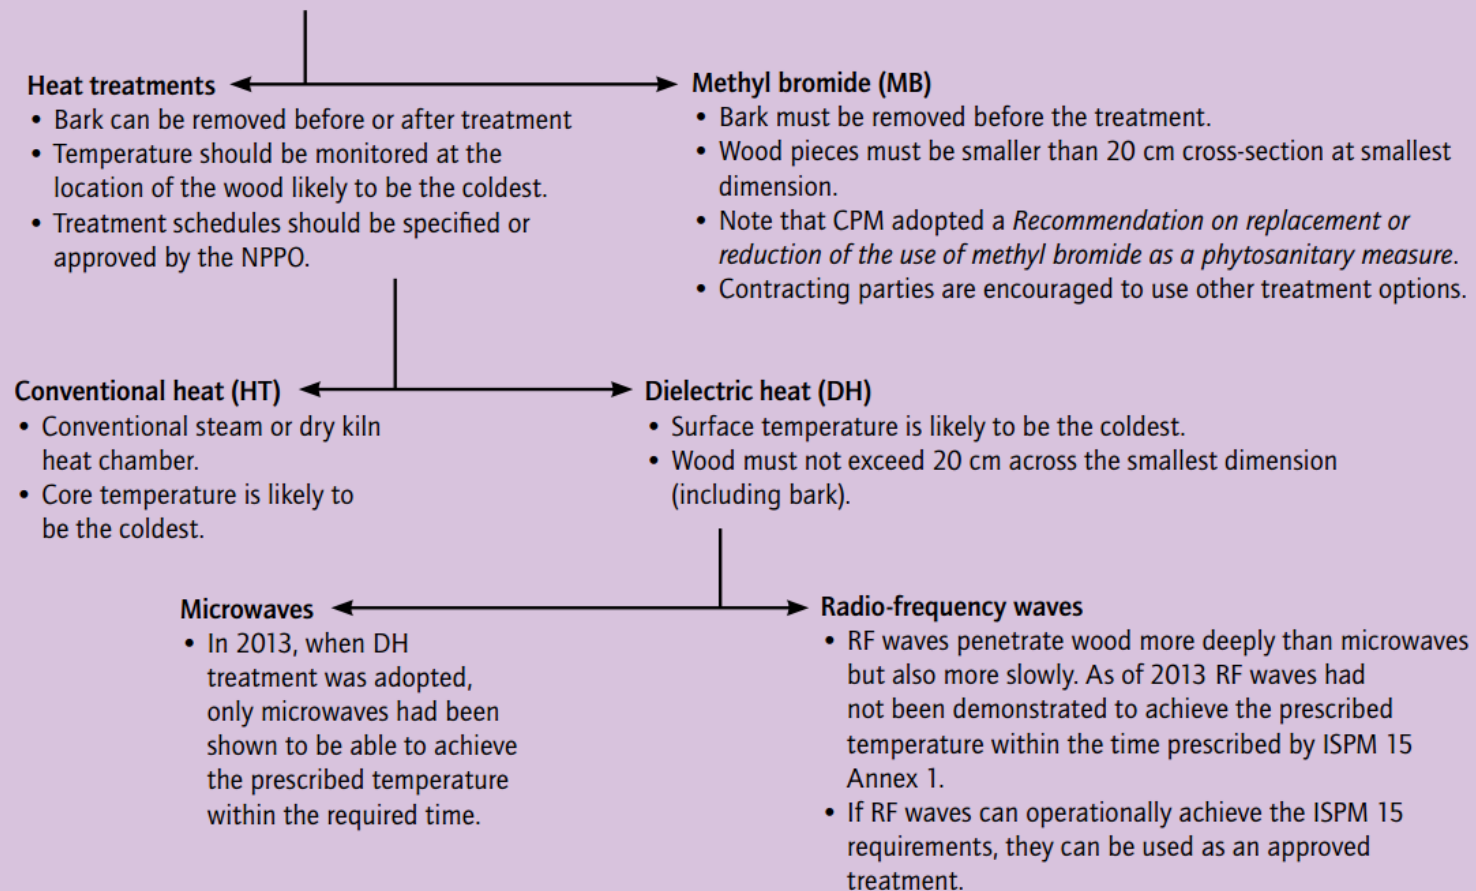 Heat treatments
• Bark can be removed before or after treatment
• Temperature should be monitored at the
location of the wood likely to be the coldest.
• Treatment schedules should be specified or
approved by the NPPO.
Methyl bromide (MB)
• Bark must be removed before the treatment.
• Wood pieces must be smaller than 20 cm cross-section at smallest
dimension.
• Note that CPM adopted a Recommendation on replacement or
reduction of the use of methyl bromide as a phytosanitary measure.
• Contracting parties are encouraged to use other treatment options.
Conventional heat (HT)
• Conventional steam or dry kiln
heat chamber.
• Core temperature is likely to
be the coldest.
Dielectric heat (DH)
• Surface temperature is likely to be the coldest.
• Wood must not exceed 20 cm across the smallest dimension
(including bark).
Microwaves
• In 2013, when DH
treatment was adopted,
only microwaves had been
shown to be able to achieve
the prescribed temperature
within the required time.
Radio-frequency waves
• RF waves penetrate wood more deeply than microwaves
but also more slowly. As of 2013 RF waves had
not been demonstrated to achieve the prescribed
temperature within the time prescribed by ISPM 15
Annex 1.
• If RF waves can operationally achieve the ISPM 15
requirements, they can be used as an approved
treatment.